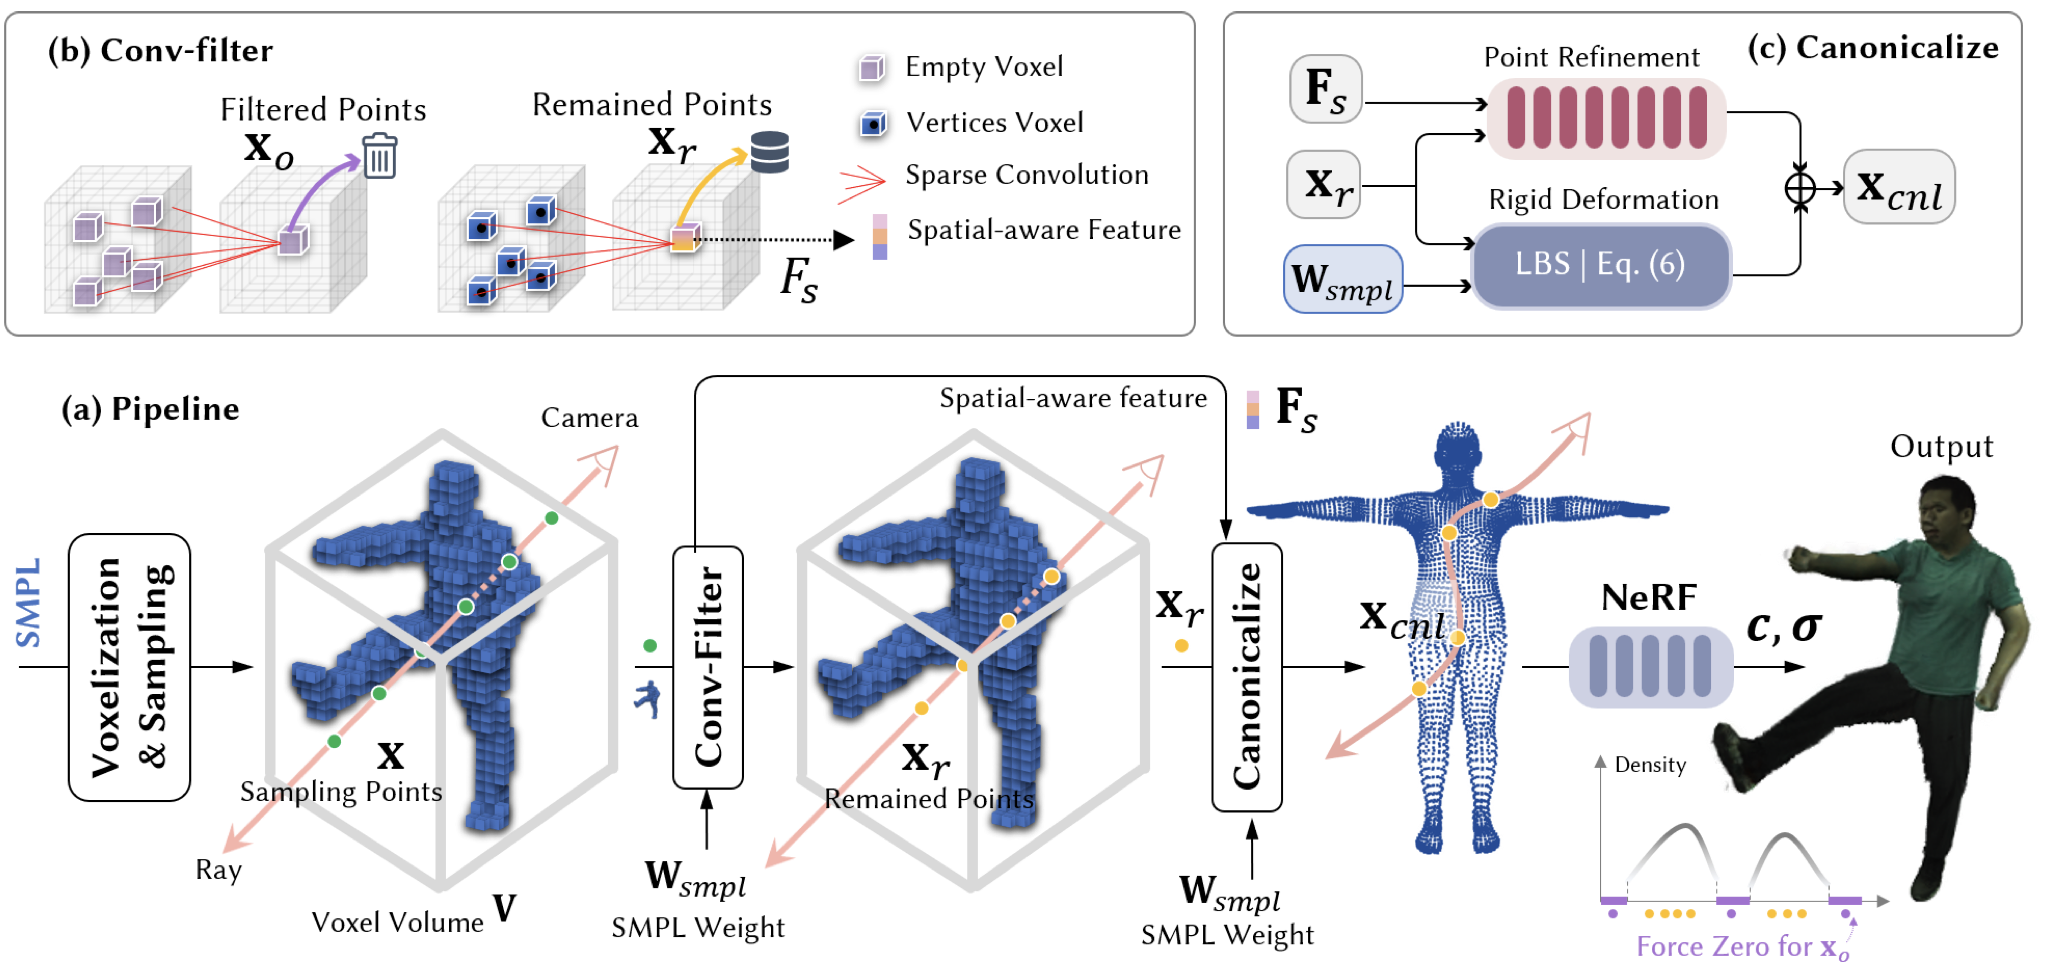 (b) Conv-filter
Filtered Points
x_o
Remained Points
x_r
F_s
Empty Voxel
Vertices Voxel
Sparse Convolution
Spatial-aware Feature
(c) Canonicalize
Point Refinement
F_s
x_r
W_smpl
Rigid Deformation
LBS | Eq. (6)
x_cnl
(a) Pipeline
SMPL
Voxelization
& Sampling
Camera
x
Sampling Points
Ray
Voxel Volume V
Conv-Filter
W_smpl
SMPL Weight
Spatial-aware feature
F_s
x_r
Remained Points
x_r
Canonicalize
W_smpl
SMPL Weight
x_cnl
NeRF
c, σ
Output
Density
Force Zero for x_o